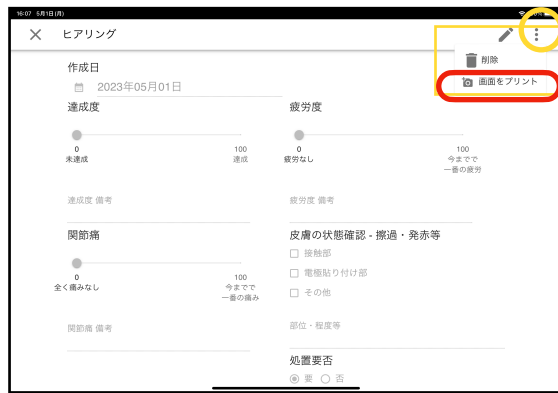 16:07 5月1日(月)
ヒアリング
削除
画面をプリント
作成日
2023年05月01日
達成度
0
未達成
100
達成
達成度 備考
疲労度
0
疲労なし
100
今までで
一番の疲労
疲労度 備考
関節痛
0
全く痛みなし
100
今までで
一番の痛み
関節痛 備考
皮膚の状態確認 - 擦過・発赤等
接触部
電極貼り付け部
その他
部位・程度等
処置要否
要 否